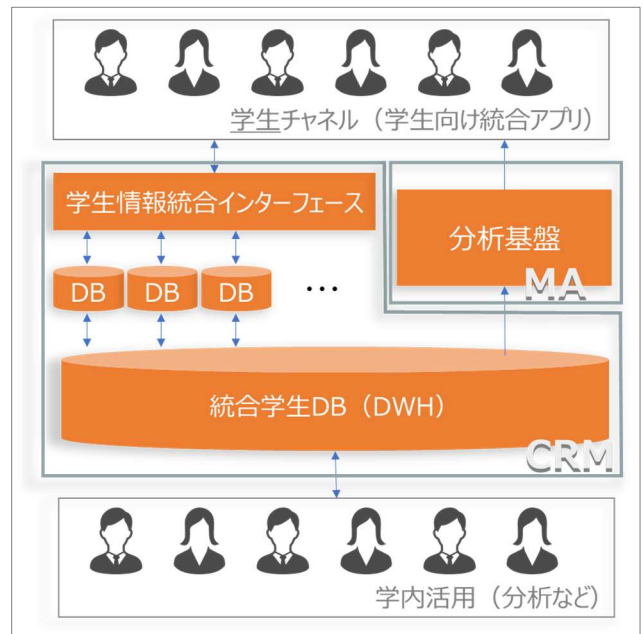 学生チャネル（学生向け統合アプリ）
学生情報統合インターフェース
分析基盤
MA
DB
DB
DB
…
統合学生DB（DWH）
CRM
学内活用（分析など）